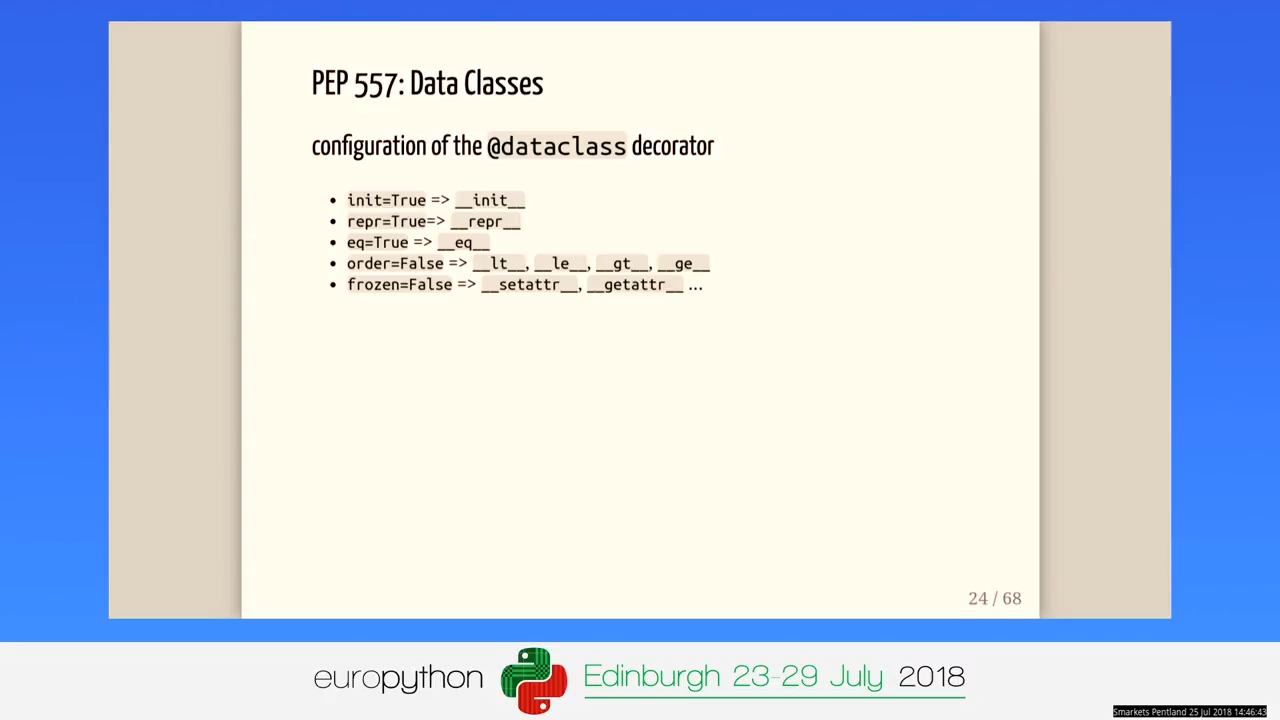 PEP 557: Data Classes
configuration of the @dataclass decorator
• init=True => __init__
• repr=True=> __repr__
• eq=True => __eq__
• order=False => __lt__, __le__, __gt__, __ge__
• frozen=False => __setattr__, __getattr__ ...
24 / 68
europython Edinburgh 23-29 July 2018
Smarkets Pentland 25 Jul 2018 14:46:43